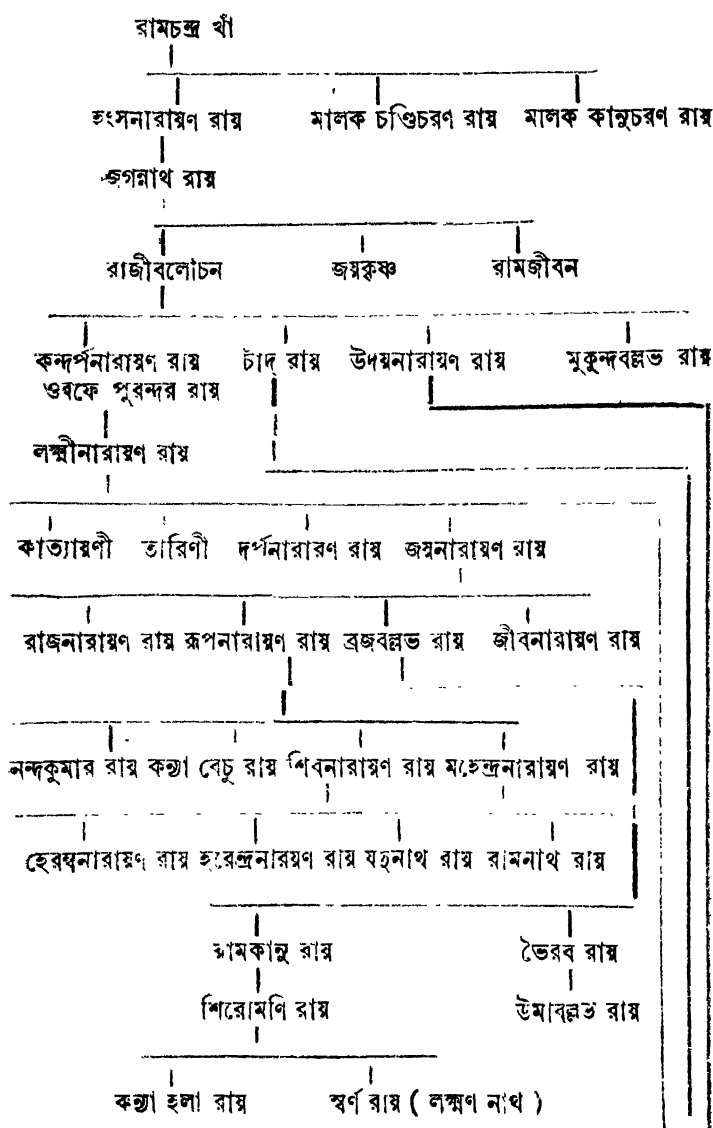 রামচন্দ্র খাঁ
হংসনারায়ণ রায় মালক চণ্ডিচরণ রায় মালক কানুচরণ রায়
জগন্নাথ রায়
রাজীবলোচন জয়কৃষ্ণ রামজীবন
কন্দর্পনারায়ণ রায় চাঁদ রায় উদয়নারায়ণ রায় মুকুন্দবল্লভ রায়
ওরফে পুরন্দর রায়
লক্ষ্মীনারায়ণ রায়
কাত্যায়ণী তারিণী দর্পনারারণ রায় জয়নারায়ণ রায়
রাজনারায়ণ রায় রূপনারায়ণ রায় ব্রজবল্লভ রায় জীবনারায়ণ রায়
নন্দকুমার রায় কন্যা বেচু রায় শিবনারায়ণ রায় মহেন্দ্রনারায়ণ রায়
হেরম্বনারায়ণ রায় হরেন্দ্রনারয়ণ রায় যদুনাথ রায় রামনাথ রায়
রামকানু রায় ভৈরব রায়
শিরোমণি রায় উমাবল্লভ রায়
কন্যা হলা রায় স্বর্ণ রায় ( লক্ষ্মণ নাথ )